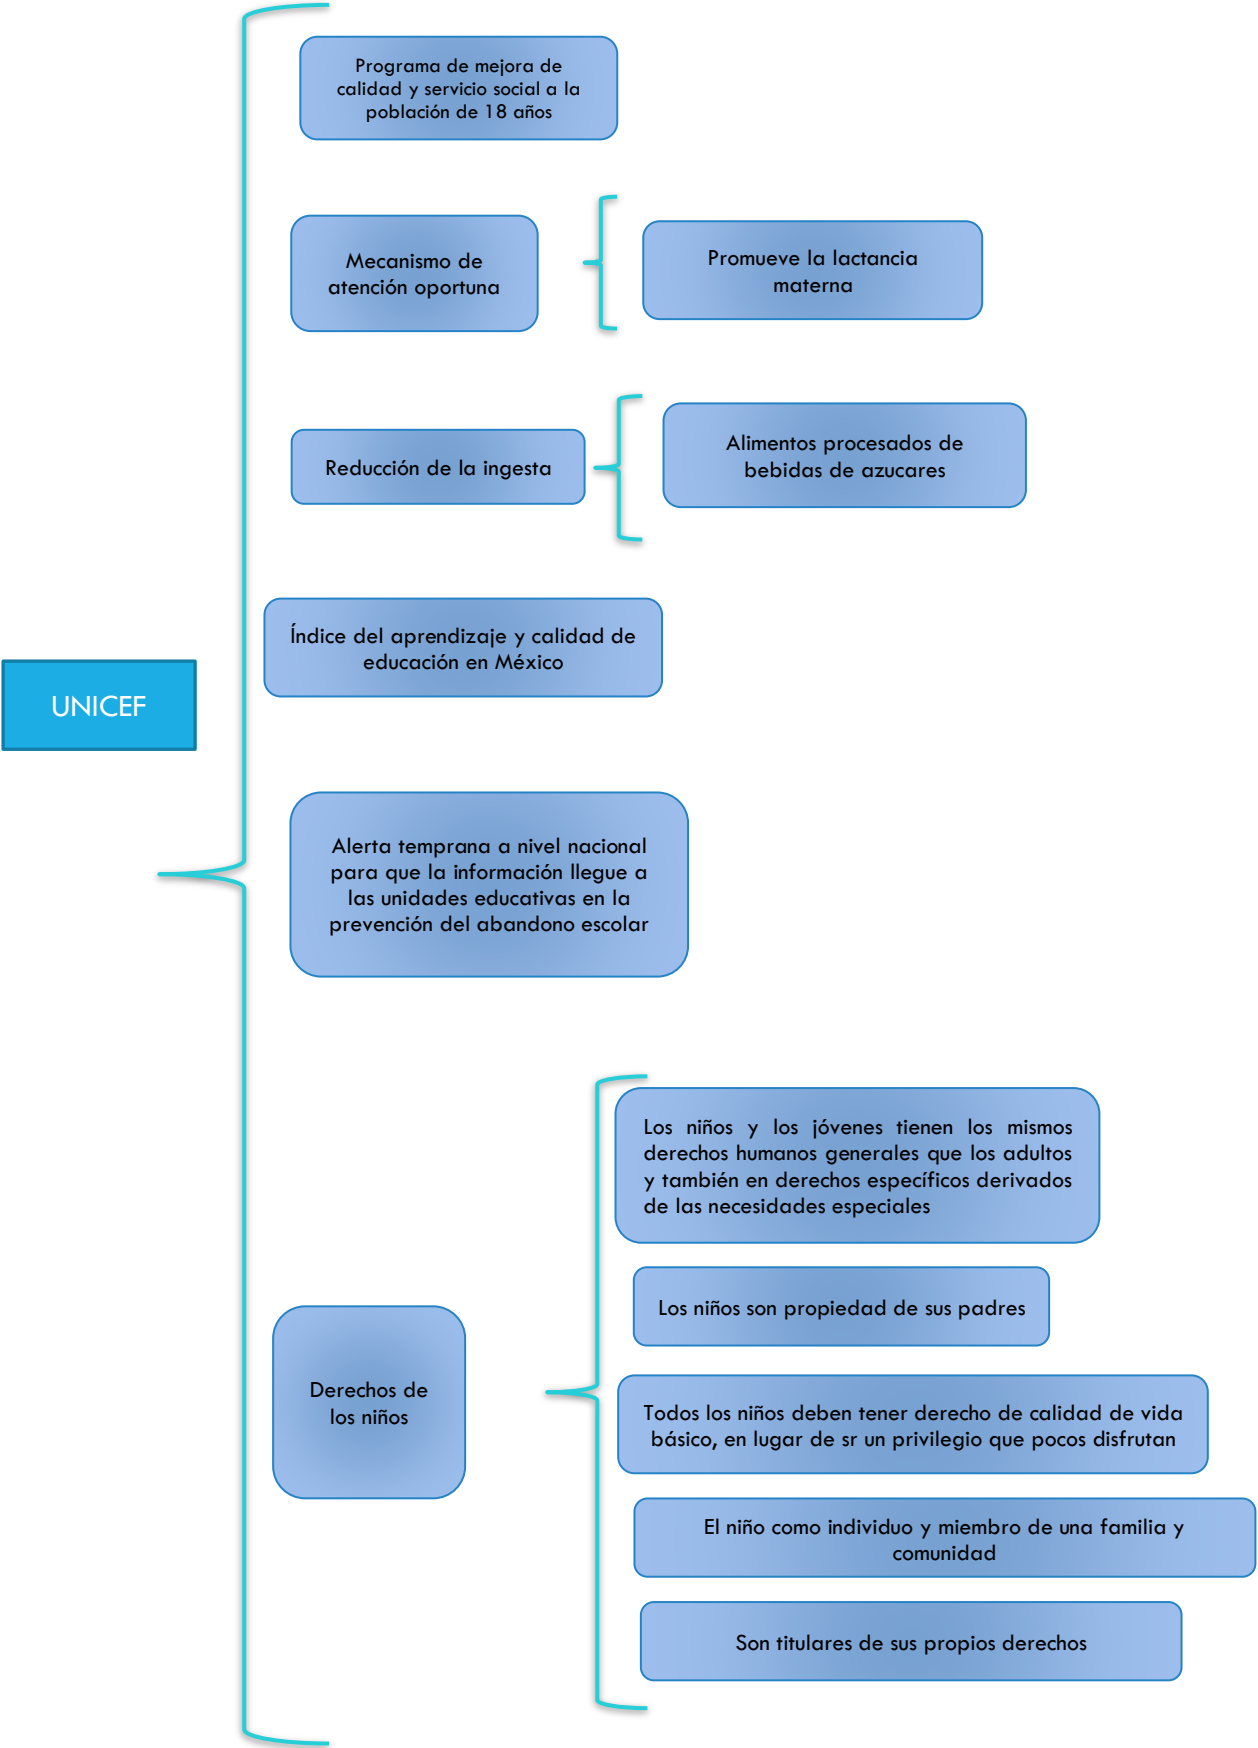 Programa de mejora de
calidad y servicio social a la
población de 18 años
Mecanismo de
atención oportuna
Promueve la lactancia
materna
Reducción de la ingesta
Alimentos procesados de
bebidas de azucares
Índice del aprendizaje y calidad de
educación en México
UNICEF
Alerta temprana a nivel nacional
para que la información llegue a
las unidades educativas en la
prevención del abandono escolar
Derechos de
los niños
Los niños y los jóvenes tienen los mismos
derechos humanos generales que los adultos
y también en derechos específicos derivados
de las necesidades especiales
Los niños son propiedad de sus padres
Todos los niños deben tener derecho de calidad de vida
básico, en lugar de sr un privilegio que pocos disfrutan
El niño como individuo y miembro de una familia y
comunidad
Son titulares de sus propios derechos